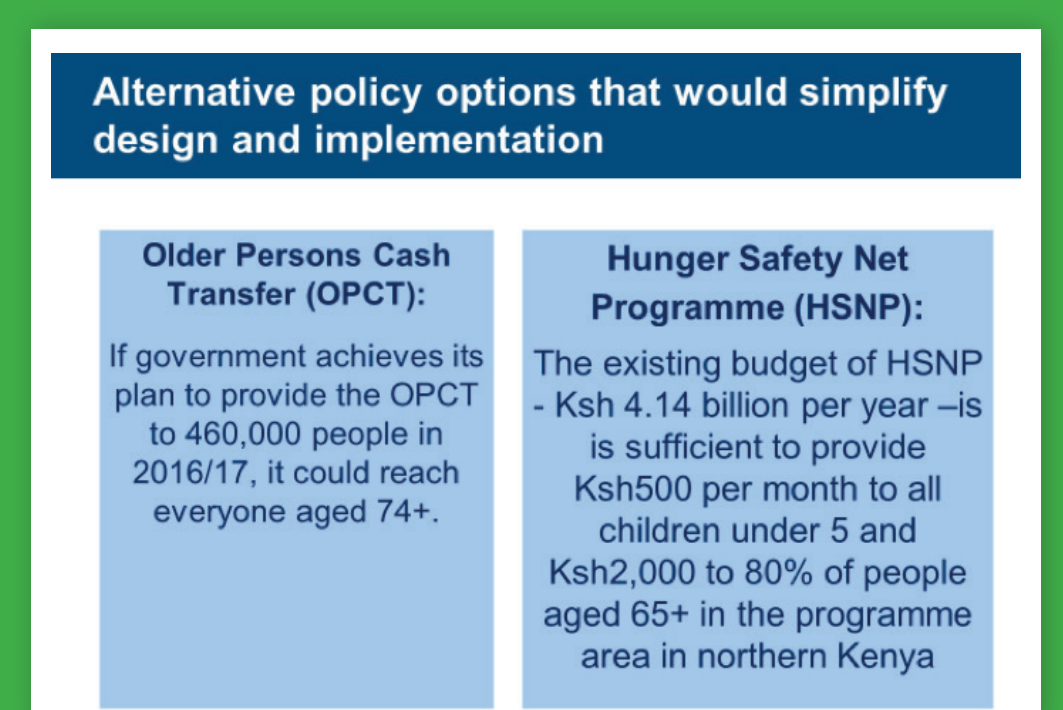 Alternative policy options that would simplify
design and implementation
Older Persons Cash
Transfer (OPCT):
If government achieves its
plan to provide the OPCT
to 460,000 people in
2016/17, it could reach
everyone aged 74+.
Hunger Safety Net
Programme (HSNP):
The existing budget of HSNP
- Ksh 4.14 billion per year –is
is sufficient to provide
Ksh500 per month to all
children under 5 and
Ksh2,000 to 80% of people
aged 65+ in the programme
area in northern Kenya